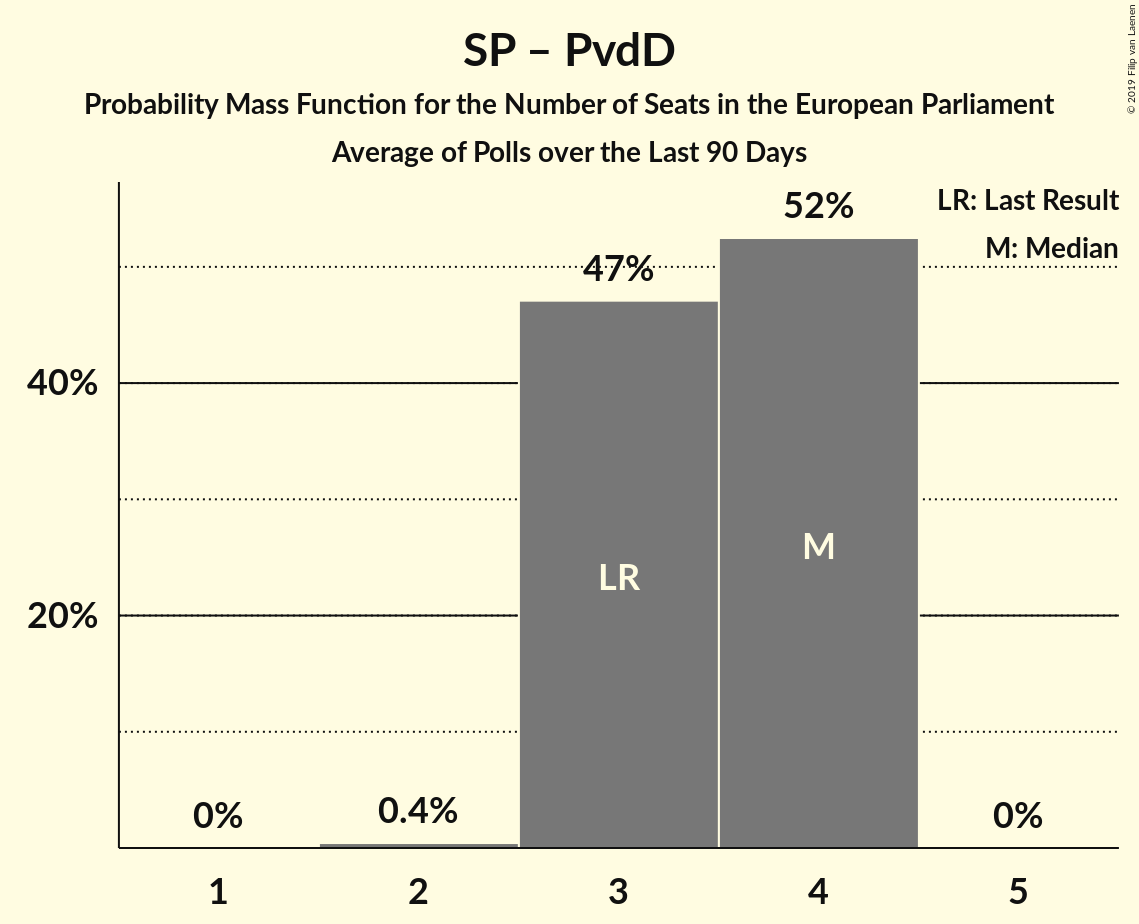 SP – PvdD
Probability Mass Function for the Number of Seats in the European Parliament
Average of Polls over the Last 90 Days
© 2019 Filip van Laenen
LR: Last Result
M: Median
52%
47%
40%
20%
LR
M
0%
0.4%
0%
1 2 3 4 5